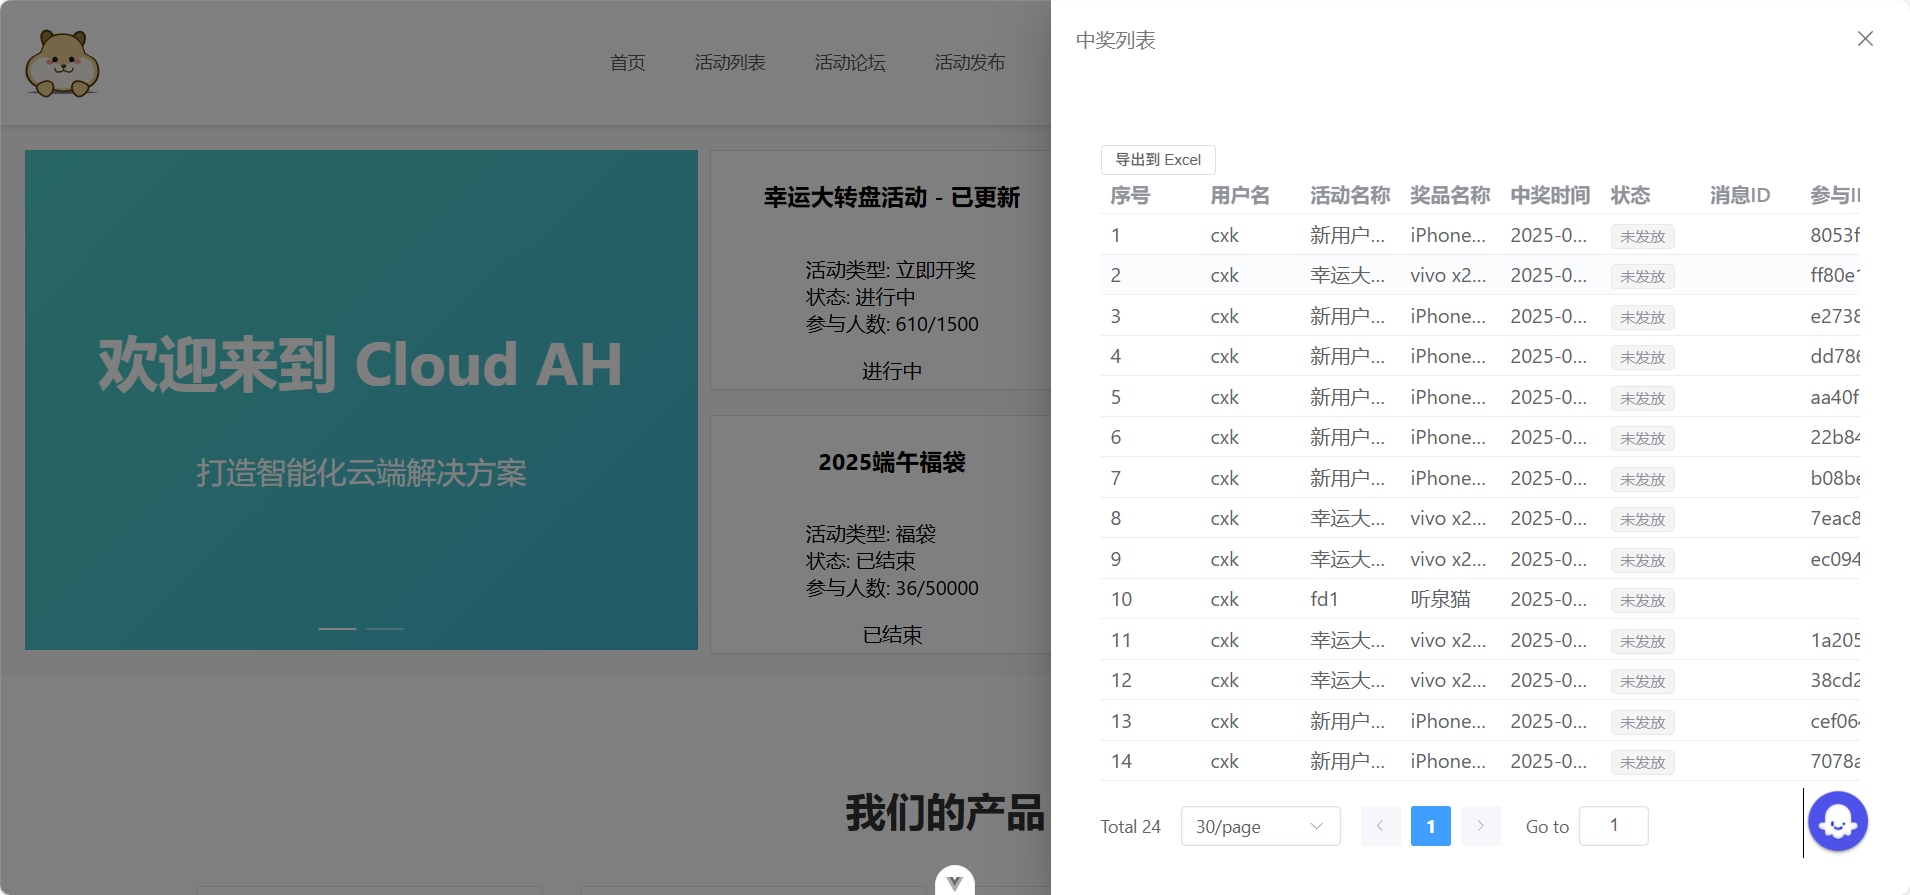 首页 活动列表 活动论坛 活动发布
欢迎来到 Cloud AH
打造智能化云端解决方案
幸运大转盘活动 - 已更新
活动类型: 立即开奖
状态: 进行中
参与人数: 610/1500
进行中
2025端午福袋
活动类型: 福袋
状态: 已结束
参与人数: 36/50000
已结束
我们的产品
中奖列表
导出到 Excel
序号 用户名 活动名称 奖品名称 中奖时间 状态 消息ID 参与I
1 cxk 新用户... iPhone... 2025-0... 未发放 8053f
2 cxk 幸运大... vivo x2... 2025-0... 未发放 ff80e1
3 cxk 新用户... iPhone... 2025-0... 未发放 e2738
4 cxk 新用户... iPhone... 2025-0... 未发放 dd786
5 cxk 新用户... iPhone... 2025-0... 未发放 aa40f
6 cxk 新用户... iPhone... 2025-0... 未发放 22b84
7 cxk 新用户... iPhone... 2025-0... 未发放 b08be
8 cxk 幸运大... vivo x2... 2025-0... 未发放 7eac8
9 cxk 幸运大... vivo x2... 2025-0... 未发放 ec094
10 cxk fd1 听泉猫 2025-0... 未发放
11 cxk 幸运大... vivo x2... 2025-0... 未发放 1a205
12 cxk 幸运大... vivo x2... 2025-0... 未发放 38cd2
13 cxk 新用户... iPhone... 2025-0... 未发放 cef064
14 cxk 新用户... iPhone... 2025-0... 未发放 7078a
Total 24 30/page 1 Go to 1